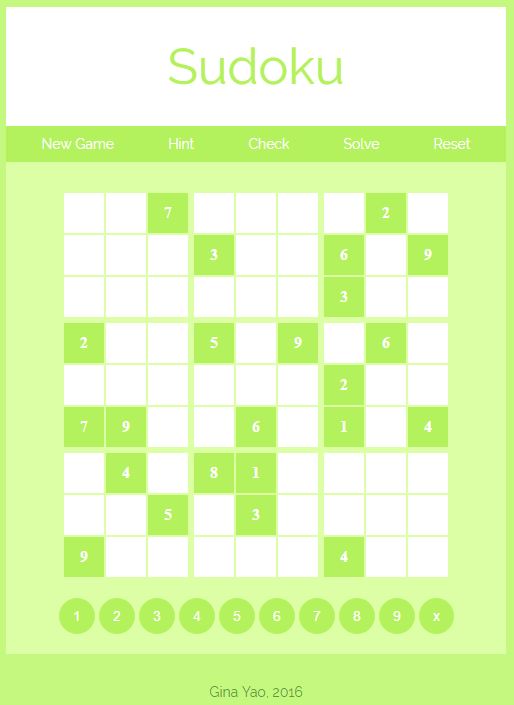 Sudoku
New Game Hint Check Solve Reset
7 2
3 6 9
3
2 5 9 6
2
7 9 6 1 4
4 8 1
5 3
9 4
1 2 3 4 5 6 7 8 9 x
Gina Yao, 2016